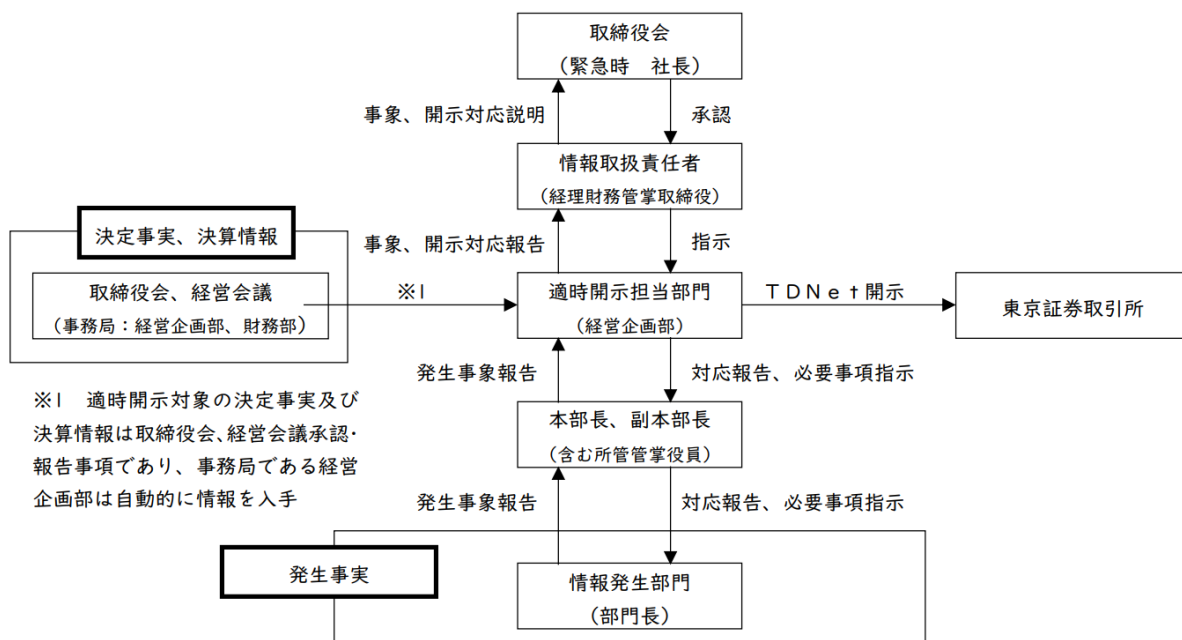 取締役会
(緊急時　社長)
事象、開示対応説明
承認
情報取扱責任者
(経理財務管掌取締役)
決定事実、決算情報
事象、開示対応報告
指示
取締役会、経営会議
(事務局：経営企画部、財務部)
※1
適時開示担当部門
(経営企画部)
ＴＤＮｅｔ開示
東京証券取引所
発生事象報告
対応報告、必要事項指示
※1　適時開示対象の決定事実及び
決算情報は取締役会、経営会議承認・
報告事項であり、事務局である経営
企画部は自動的に情報を入手
本部長、副本部長
(含む所管管掌役員)
発生事象報告
対応報告、必要事項指示
発生事実
情報発生部門
(部門長)